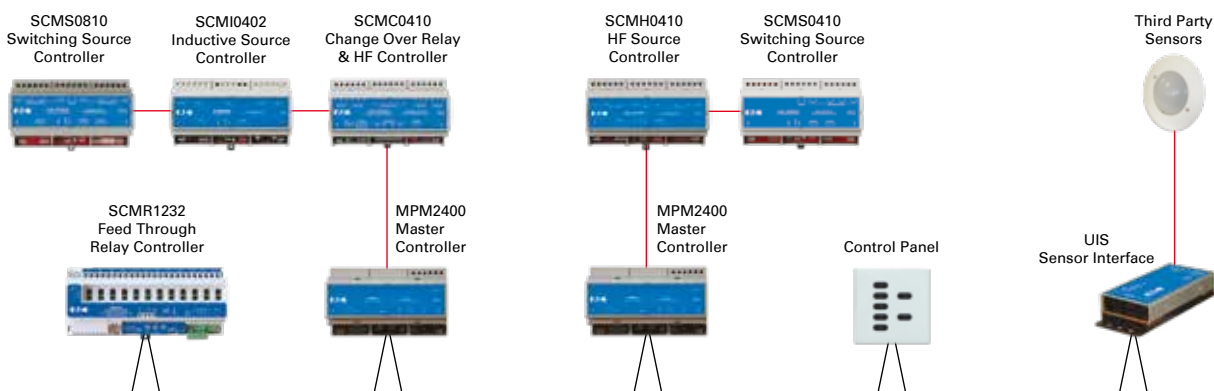 SCMS0810
Switching Source
Controller
SCMI0402
Inductive Source
Controller
SCMC0410
Change Over Relay
& HF Controller
SCMH0410
HF Source
Controller
SCMS0410
Switching Source
Controller
Third Party
Sensors
SCMR1232
Feed Through
Relay Controller
MPM2400
Master
Controller
MPM2400
Master
Controller
Control Panel
UIS
Sensor Interface